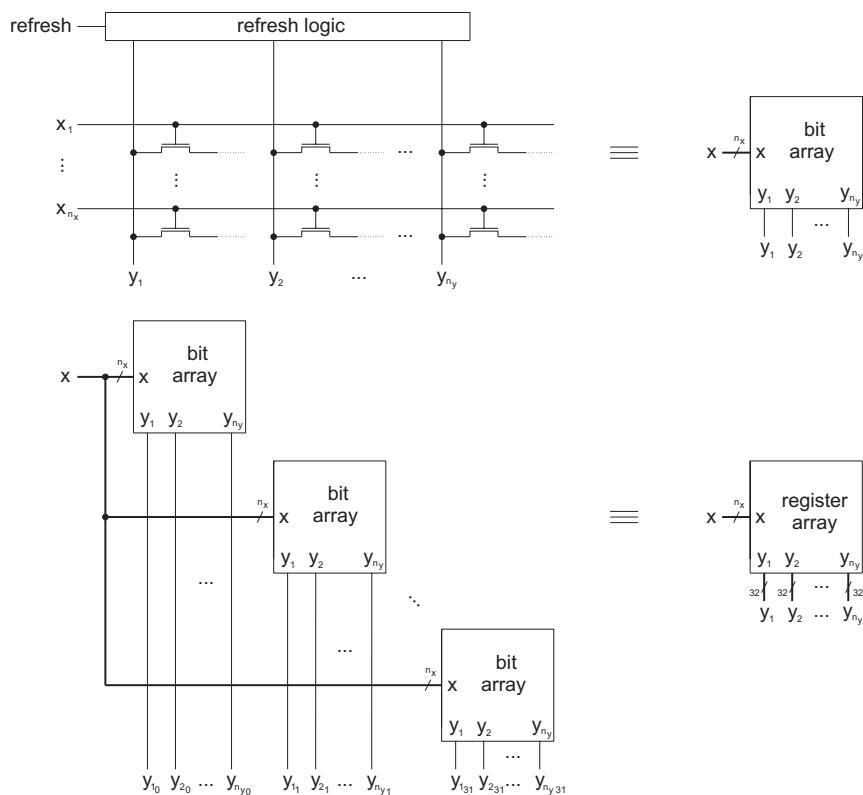 refresh
refresh logic
x1
...
xnx
...
...
y1 y2 ... yny
x nx x bit array
y1 y2 yny
y1 y2 ... yny
x nx x bit array
y1 y2 yny
...
nx x bit array
y1 y2 yny
...
...
nx x bit array
y1 y2 yny
...
y10 y20 ... yny0 y11 y21 ... yny1 y131 y231 ... yny31
x nx x register array
y1 y2 yny
32 32 ... 32
y1 y2 ... yny